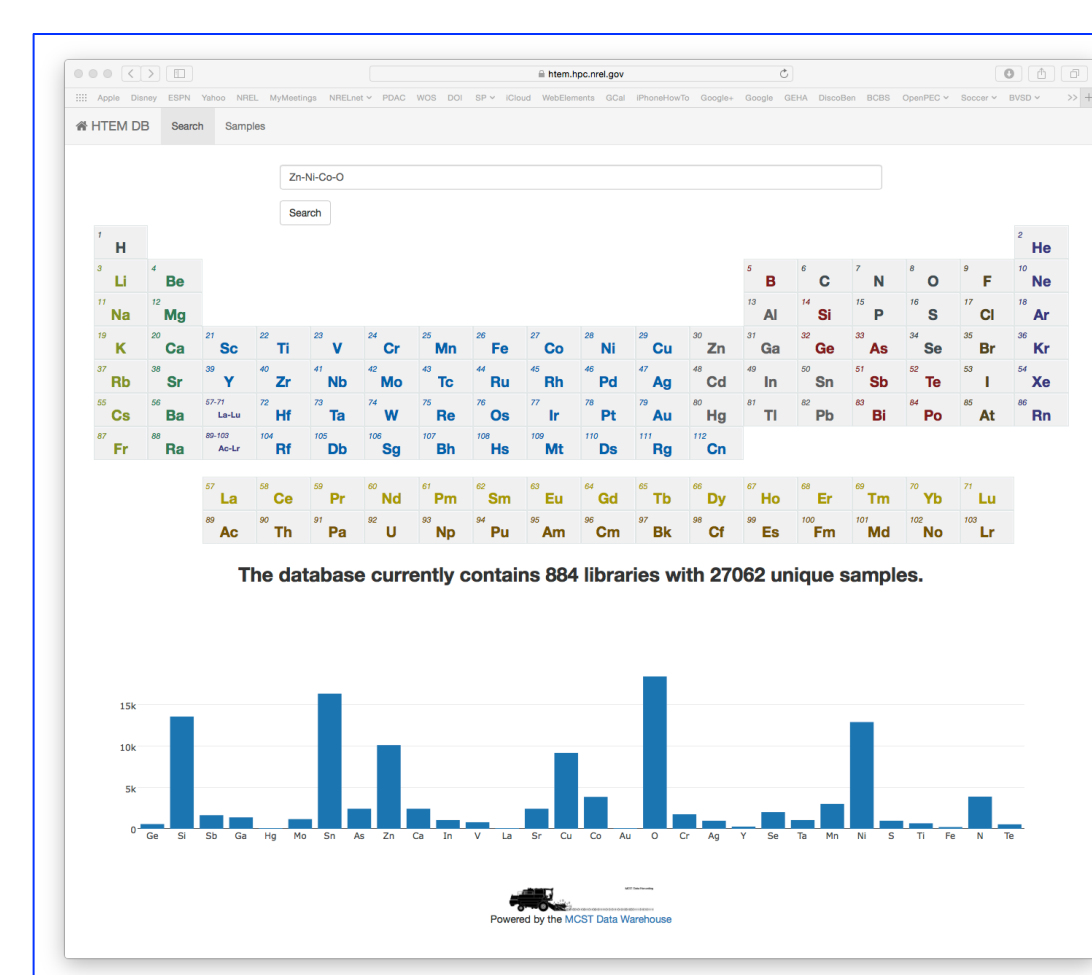 htem.hpc.nrel.gov
Apple Disney ESPN Yahoo NREL MyMeetings NRELnet PDAC WOS DOI SP iCloud WebElements GCal iPhoneHowTo Google+ Google GEHA DiscoBen BCBS OpenPEC Soccer BVSD >> +
HTEM DB Search Samples
Zn-Ni-Co-O
Search
1 2
H He
3 4 5 6 7 8 9 10
Li Be B C N O F Ne
11 12 13 14 15 16 17 18
Na Mg Al Si P S Cl Ar
19 20 21 22 23 24 25 26 27 28 29 30 31 32 33 34 35 36
K Ca Sc Ti V Cr Mn Fe Co Ni Cu Zn Ga Ge As Se Br Kr
37 38 39 40 41 42 43 44 45 46 47 48 49 50 51 52 53 54
Rb Sr Y Zr Nb Mo Tc Ru Rh Pd Ag Cd In Sn Sb Te I Xe
55 56 57-71 72 73 74 75 76 77 78 79 80 81 82 83 84 85 86
Cs Ba La-Lu Hf Ta W Re Os Ir Pt Au Hg Tl Pb Bi Po At Rn
87 88 89-103 104 105 106 107 108 109 110 111 112
Fr Ra Ac-Lr Rf Db Sg Bh Hs Mt Ds Rg Cn
57 58 59 60 61 62 63 64 65 66 67 68 69 70 71
La Ce Pr Nd Pm Sm Eu Gd Tb Dy Ho Er Tm Yb Lu
89 90 91 92 93 94 95 96 97 98 99 100 101 102 103
Ac Th Pa U Np Pu Am Cm Bk Cf Es Fm Md No Lr
The database currently contains 884 libraries with 27062 unique samples.
15k
10k
5k
0
Ge Si Sb Ga Hg Mo Sn As Zn Ca In V La Sr Cu Co Au O Cr Ag Y Se Ta Mn Ni S Ti Fe N Te
Powered by the MCST Data Warehouse